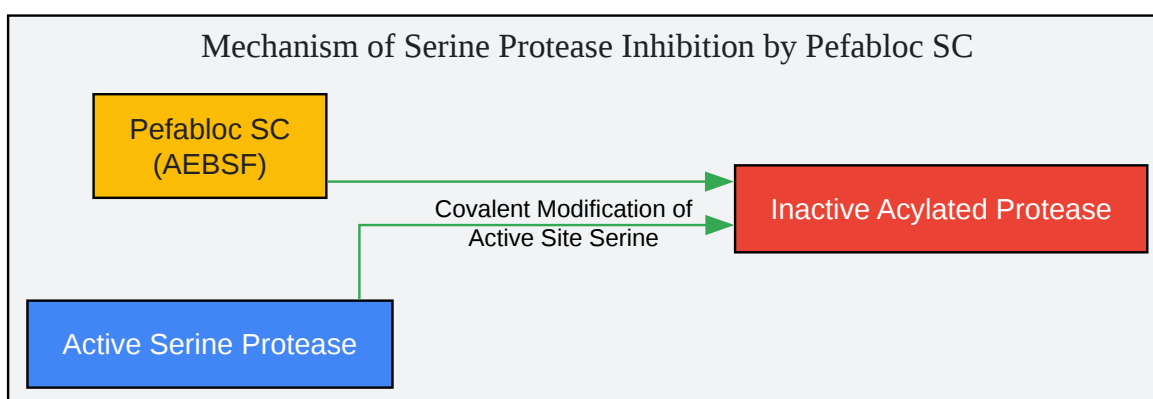 Mechanism of Serine Protease Inhibition by Pefabloc SC
Pefabloc SC
(AEBSF)
Covalent Modification of
Active Site Serine
Inactive Acylated Protease
Active Serine Protease